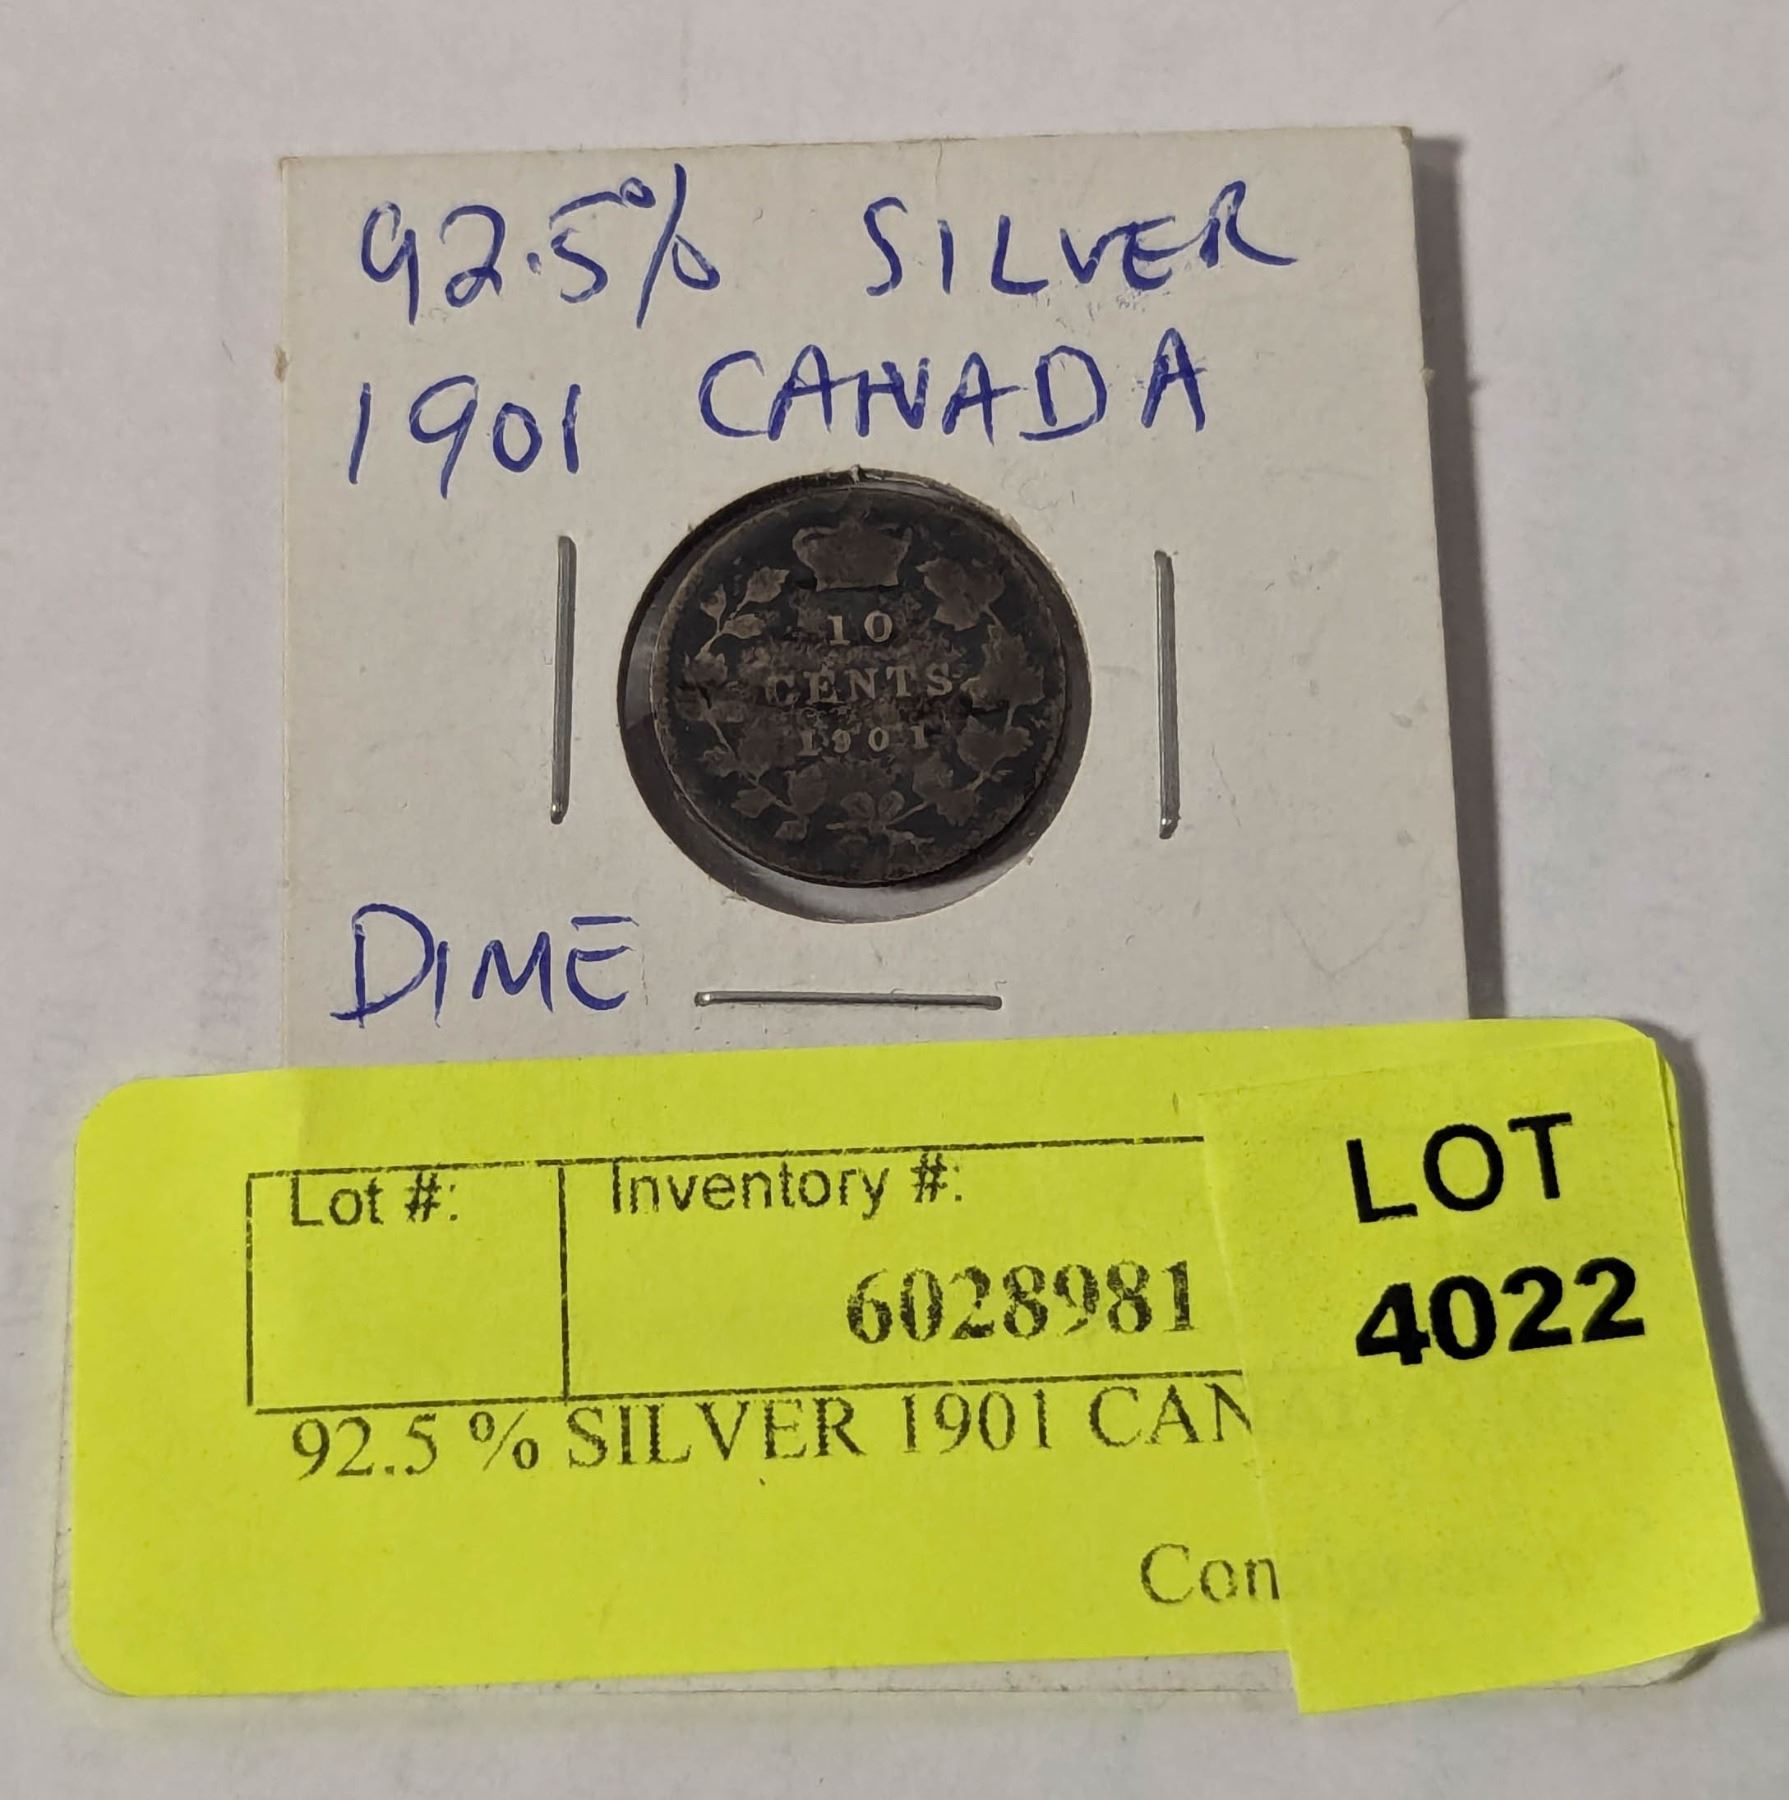 92.5% SILVER
1901 CANADA
10
CENTS
1901
DIME
Lot #:
Inventory #:
6028981
LOT
4022
92.5 % SILVER 1901 CAN
Con